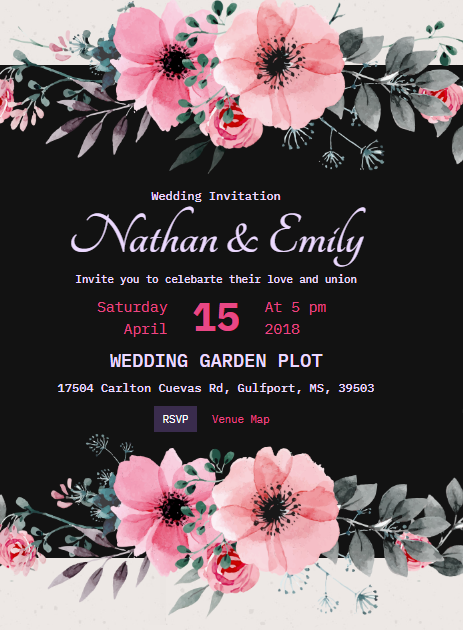 Wedding Invitation
Nathan & Emily
Invite you to celebarte their love and union
Saturday 15 At 5 pm
April 2018
WEDDING GARDEN PLOT
17504 Carlton Cuevas Rd, Gulfport, MS, 39503
RSVP Venue Map